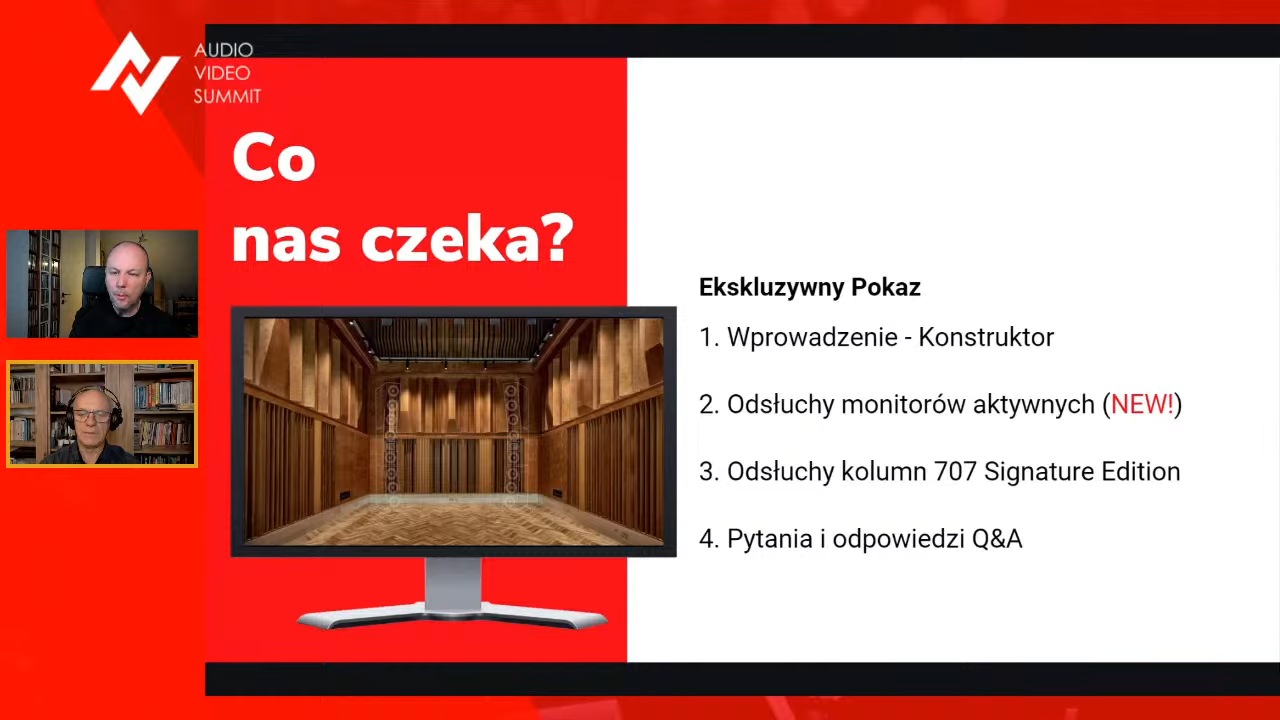 AUDIO
VIDEO
SUMMIT
Co
nas czeka?
Ekskluzywny Pokaz
1. Wprowadzenie - Konstruktor
2. Odsłuchy monitorów aktywnych (NEW!)
3. Odsłuchy kolumn 707 Signature Edition
4. Pytania i odpowiedzi Q&A